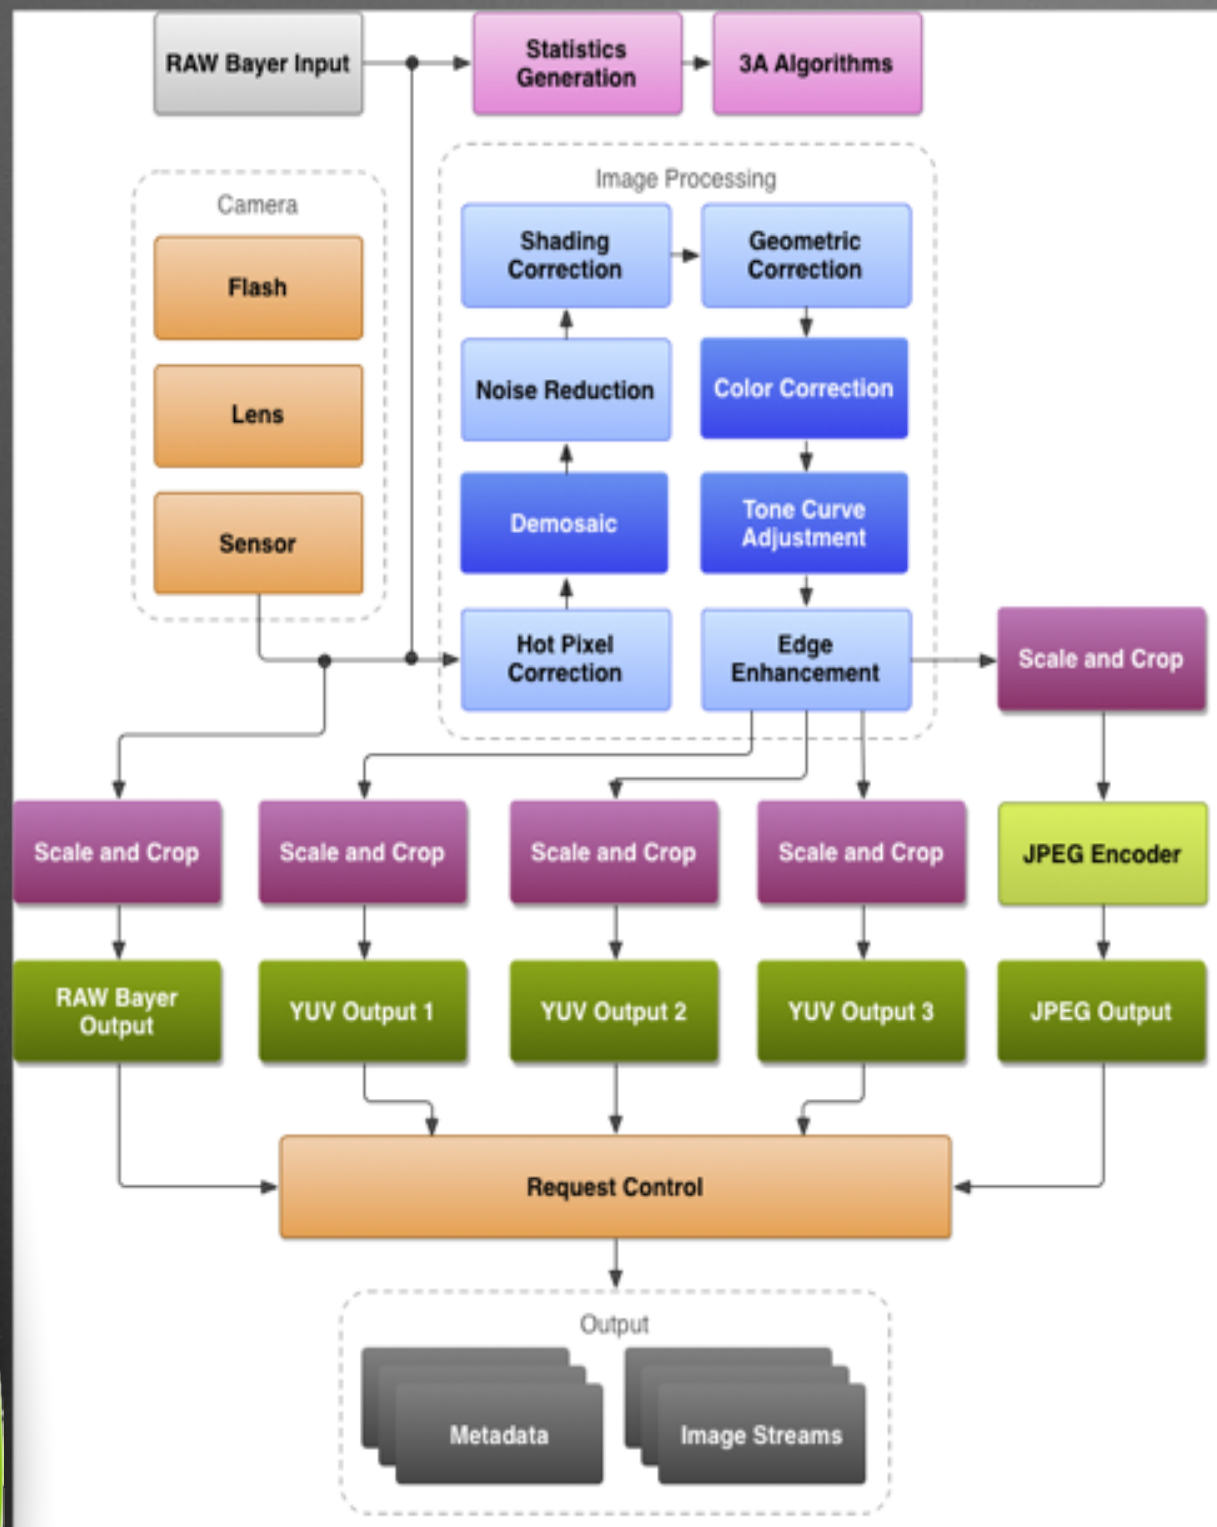 RAW Bayer Input
Statistics
Generation
3A Algorithms
Camera
Flash
Lens
Sensor
Image Processing
Shading
Correction
Geometric
Correction
Noise Reduction
Color Correction
Demosaic
Tone Curve
Adjustment
Hot Pixel
Correction
Edge
Enhancement
Scale and Crop
Scale and Crop
Scale and Crop
Scale and Crop
Scale and Crop
JPEG Encoder
RAW Bayer
Output
YUV Output 1
YUV Output 2
YUV Output 3
JPEG Output
Request Control
Output
Metadata
Image Streams